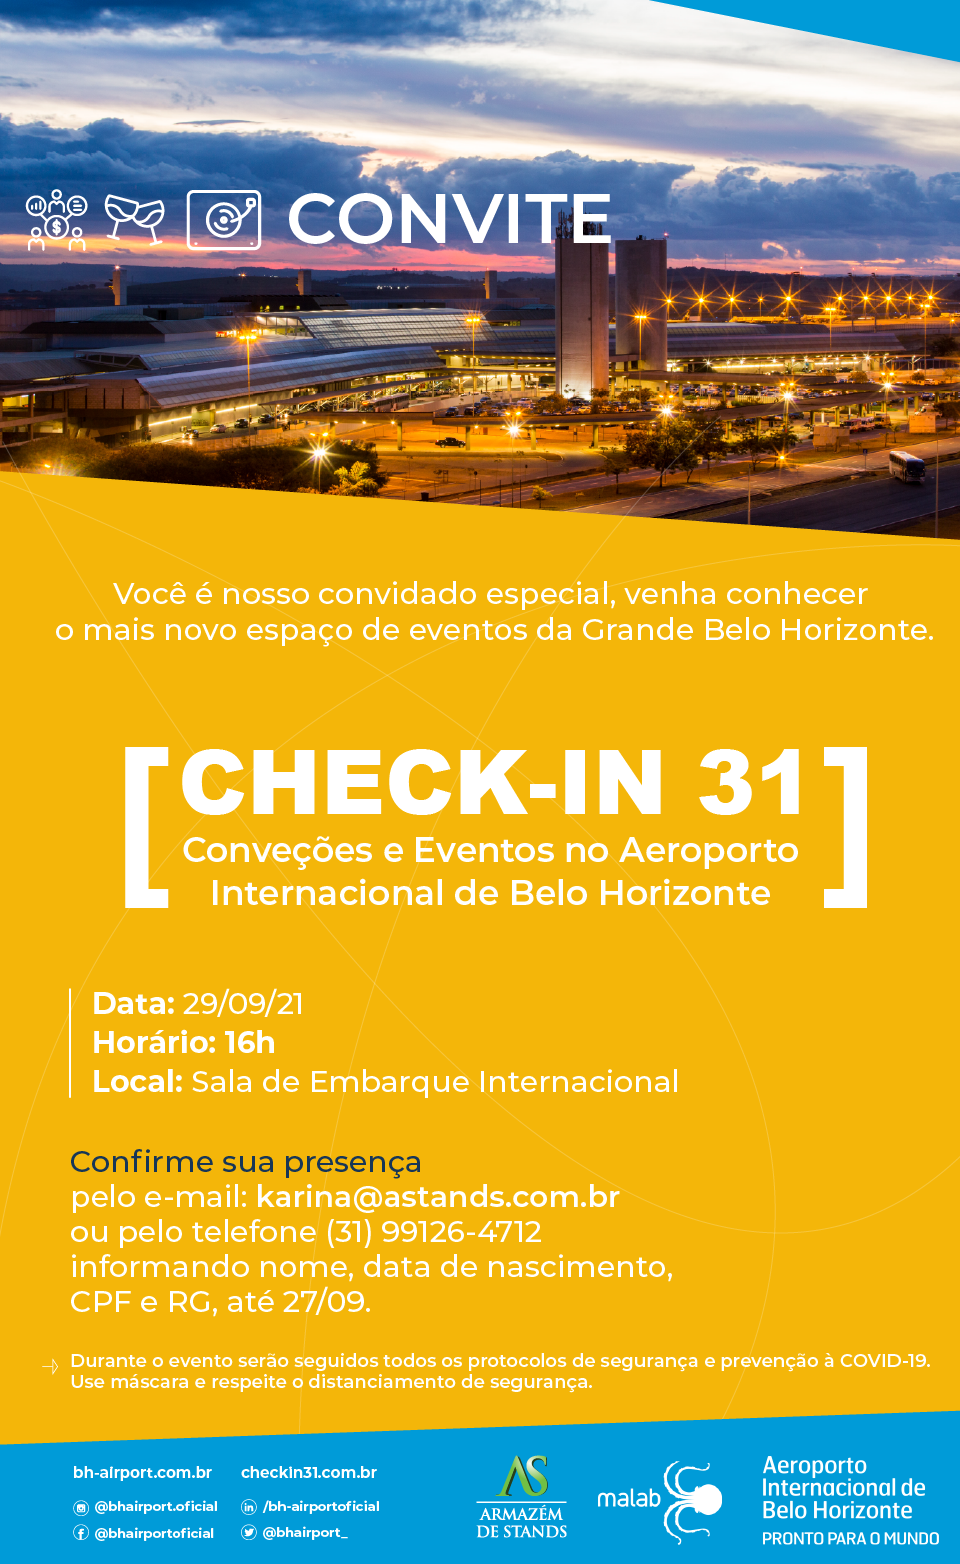 CONVITE
Você é nosso convidado especial, venha conhecer
o mais novo espaço de eventos da Grande Belo Horizonte.
[CHECK-IN 31]
Conveções e Eventos no Aeroporto
Internacional de Belo Horizonte
Data: 29/09/21
Horário: 16h
Local: Sala de Embarque Internacional
Confirme sua presença
pelo e-mail: karina@astands.com.br
ou pelo telefone (31) 99126-4712
informando nome, data de nascimento,
CPF e RG, até 27/09.
Durante o evento serão seguidos todos os protocolos de segurança e prevenção à COVID-19.
Use máscara e respeite o distanciamento de segurança.
bh-airport.com.br
@bhairport.oficial
@bhairportoficial
checkin31.com.br
/bh-airportoficial
@bhairport_
AS
ARMAZÉM
DE STANDS
malab
Aeroporto
Internacional de
Belo Horizonte
PRONTO PARA O MUNDO